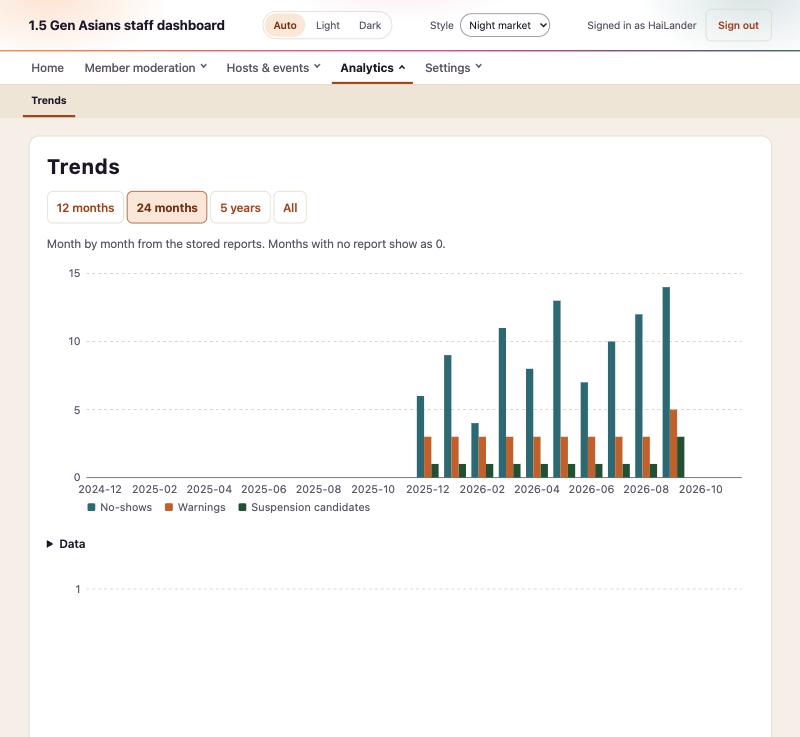 1.5 Gen Asians staff dashboard
Auto Light Dark
Style Night market
Signed in as HaiLander
Sign out
Home Member moderation Hosts & events Analytics Settings
Trends
Trends
12 months 24 months 5 years All
Month by month from the stored reports. Months with no report show as 0.
15
10
5
0
2024-12 2025-02 2025-04 2025-06 2025-08 2025-10 2025-12 2026-02 2026-04 2026-06 2026-08 2026-10
No-shows Warnings Suspension candidates
Data
1